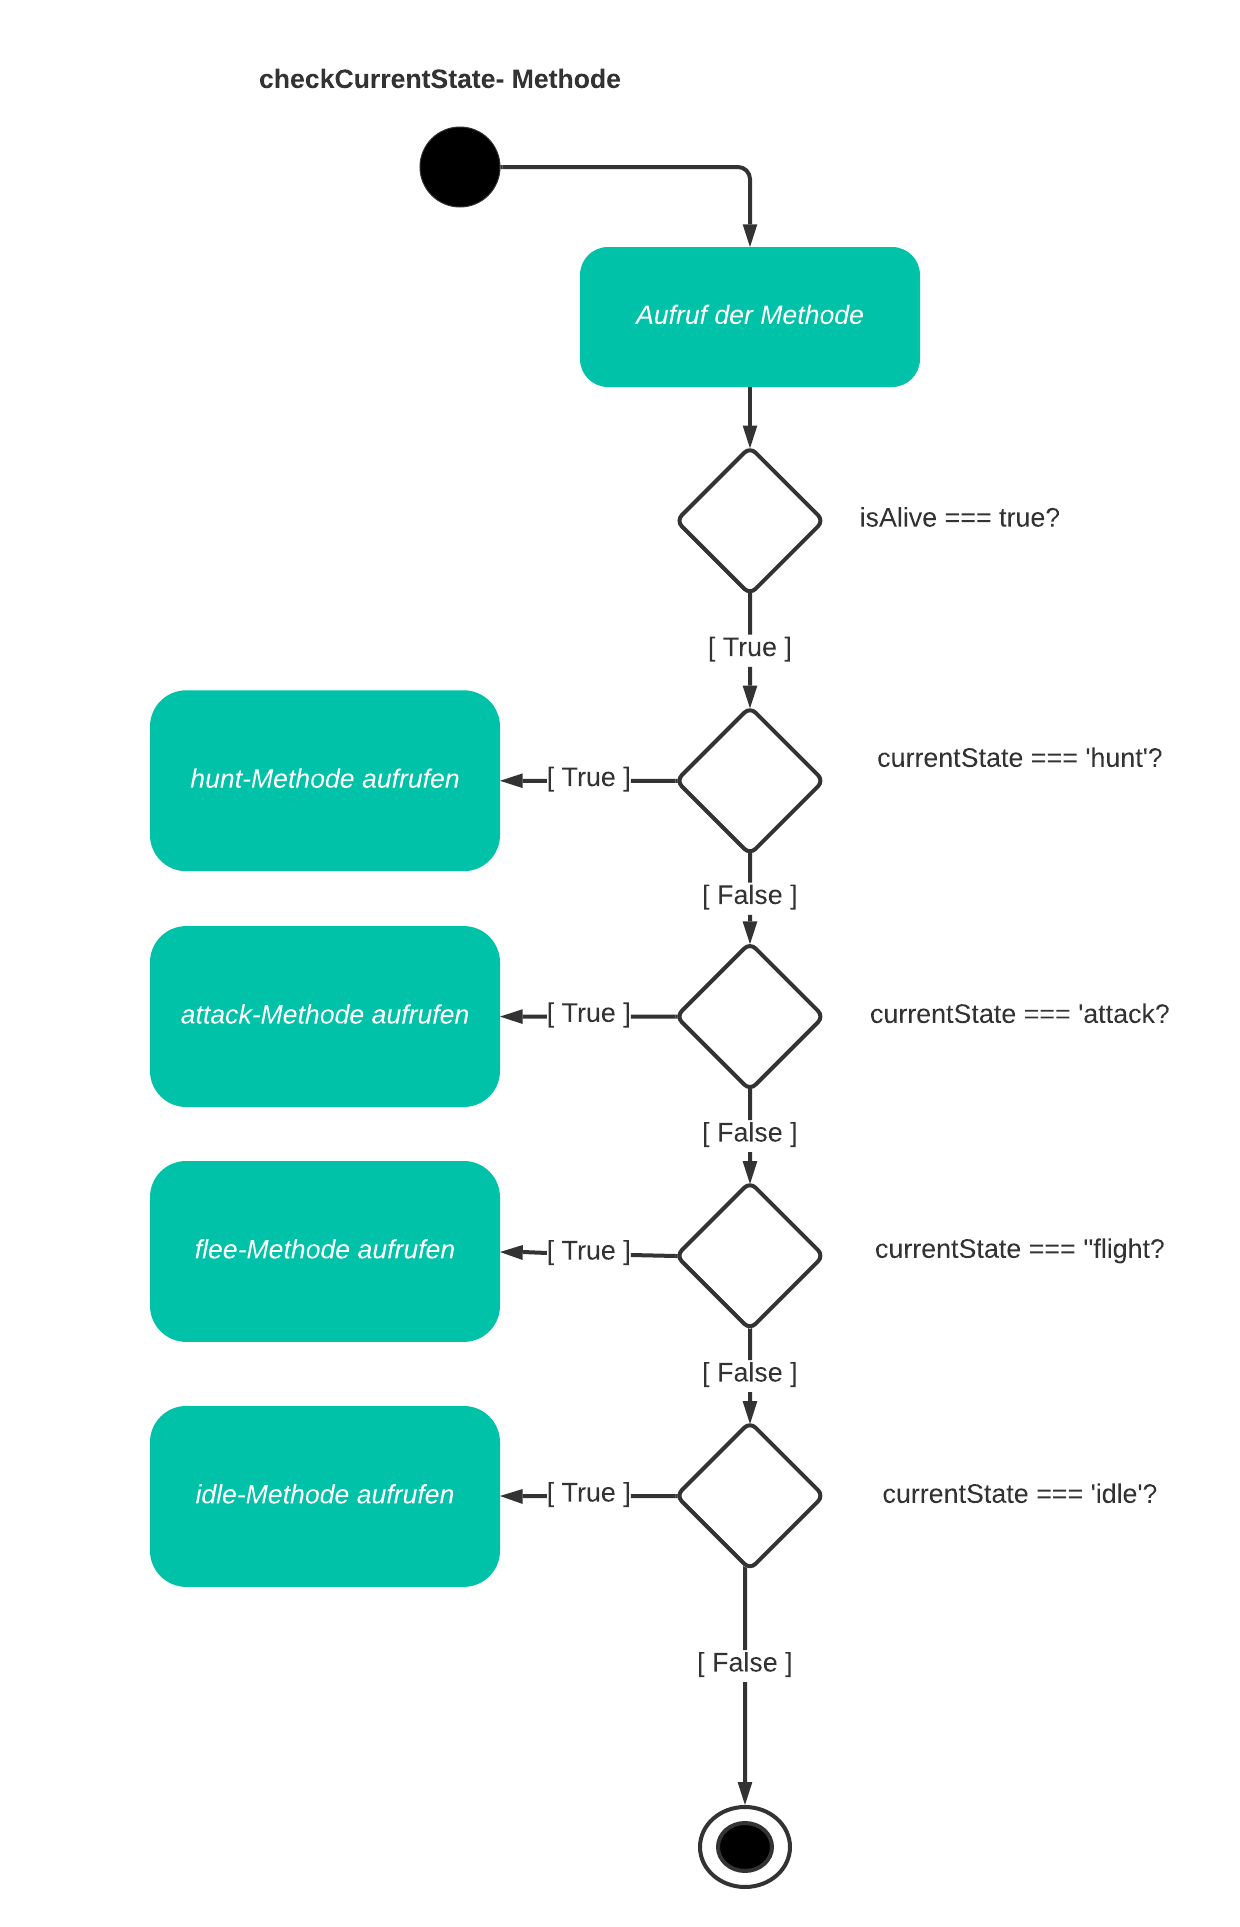 checkCurrentState- Methode
Aufruf der Methode
isAlive === true?
[ True ]
currentState === 'hunt'?
hunt-Methode aufrufen
[ True ]
[ False ]
attack-Methode aufrufen
[ True ]
currentState === 'attack?
[ False ]
flee-Methode aufrufen
[ True ]
currentState === "flight?
[ False ]
idle-Methode aufrufen
[ True ]
currentState === 'idle'?
[ False ]